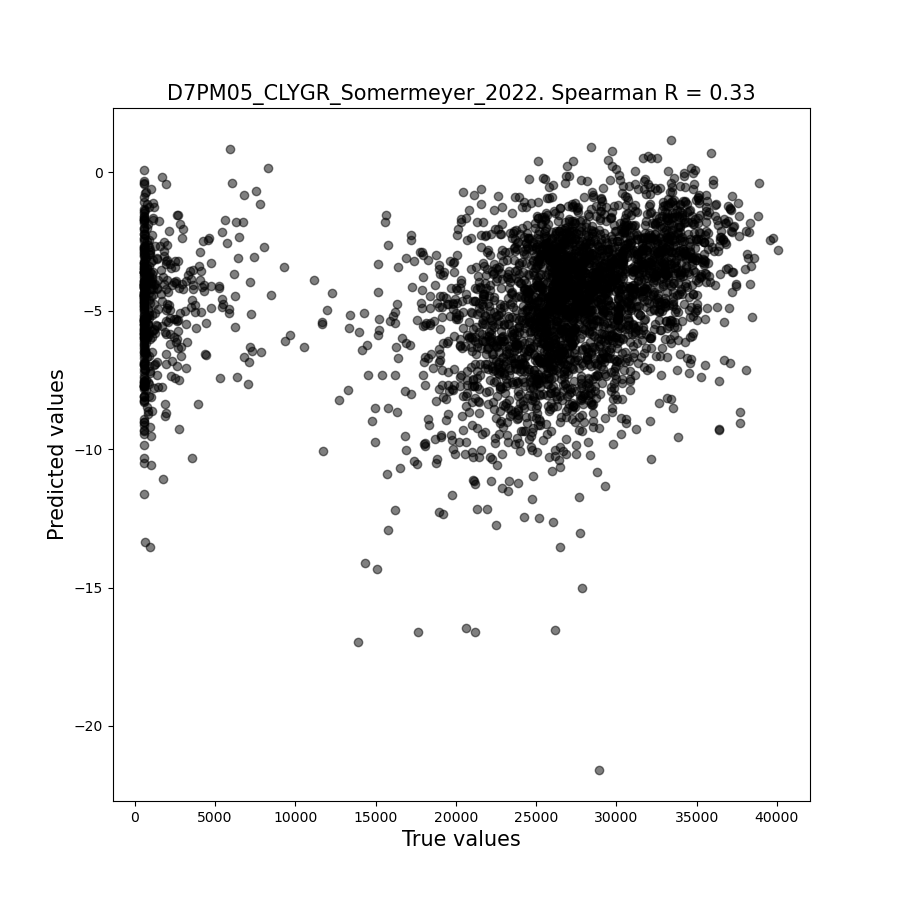 D7PM05_CLYGR_Somermeyer_2022. Spearman R = 0.33
Predicted values
0
−5
−10
−15
−20
0 5000 10000 15000 20000 25000 30000 35000 40000
True values